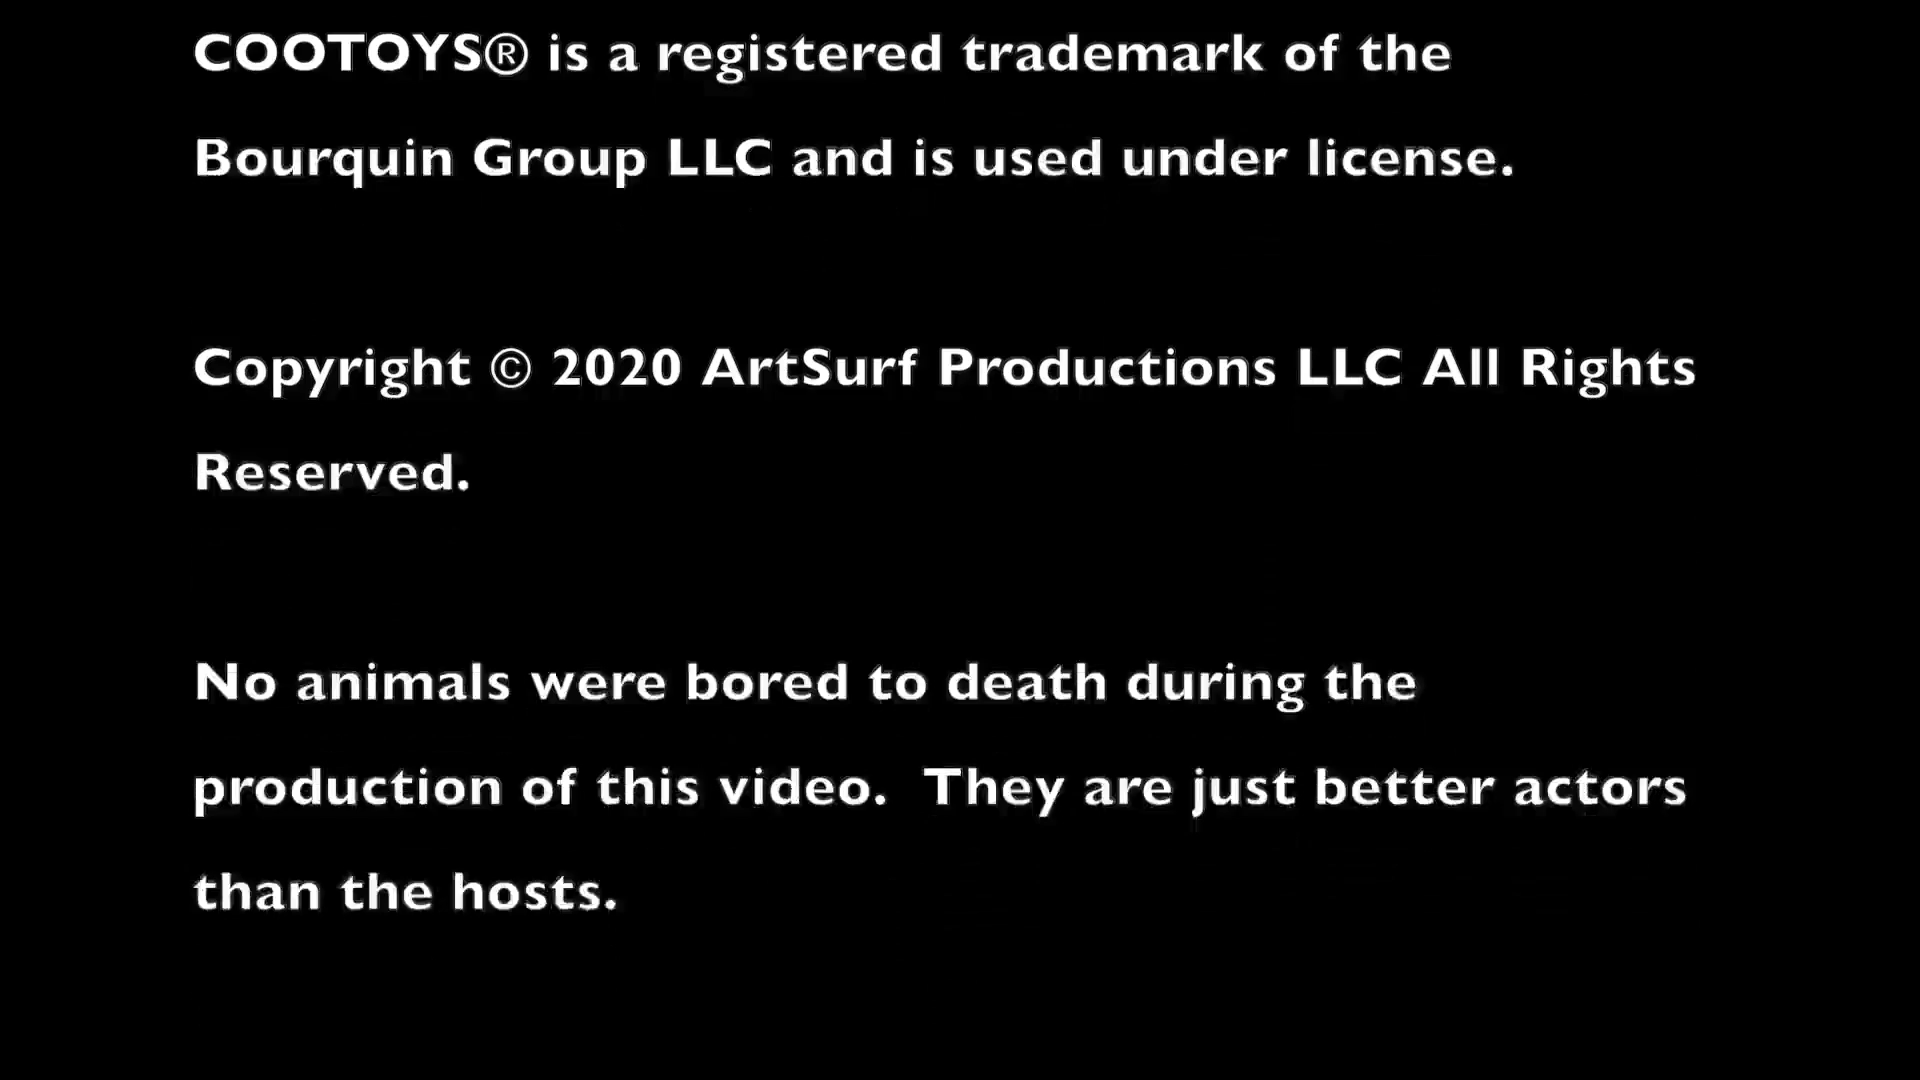 COOTOYS® is a registered trademark of the
Bourquin Group LLC and is used under license.
Copyright © 2020 ArtSurf Productions LLC All Rights
Reserved.
No animals were bored to death during the
production of this video.  They are just better actors
than the hosts.